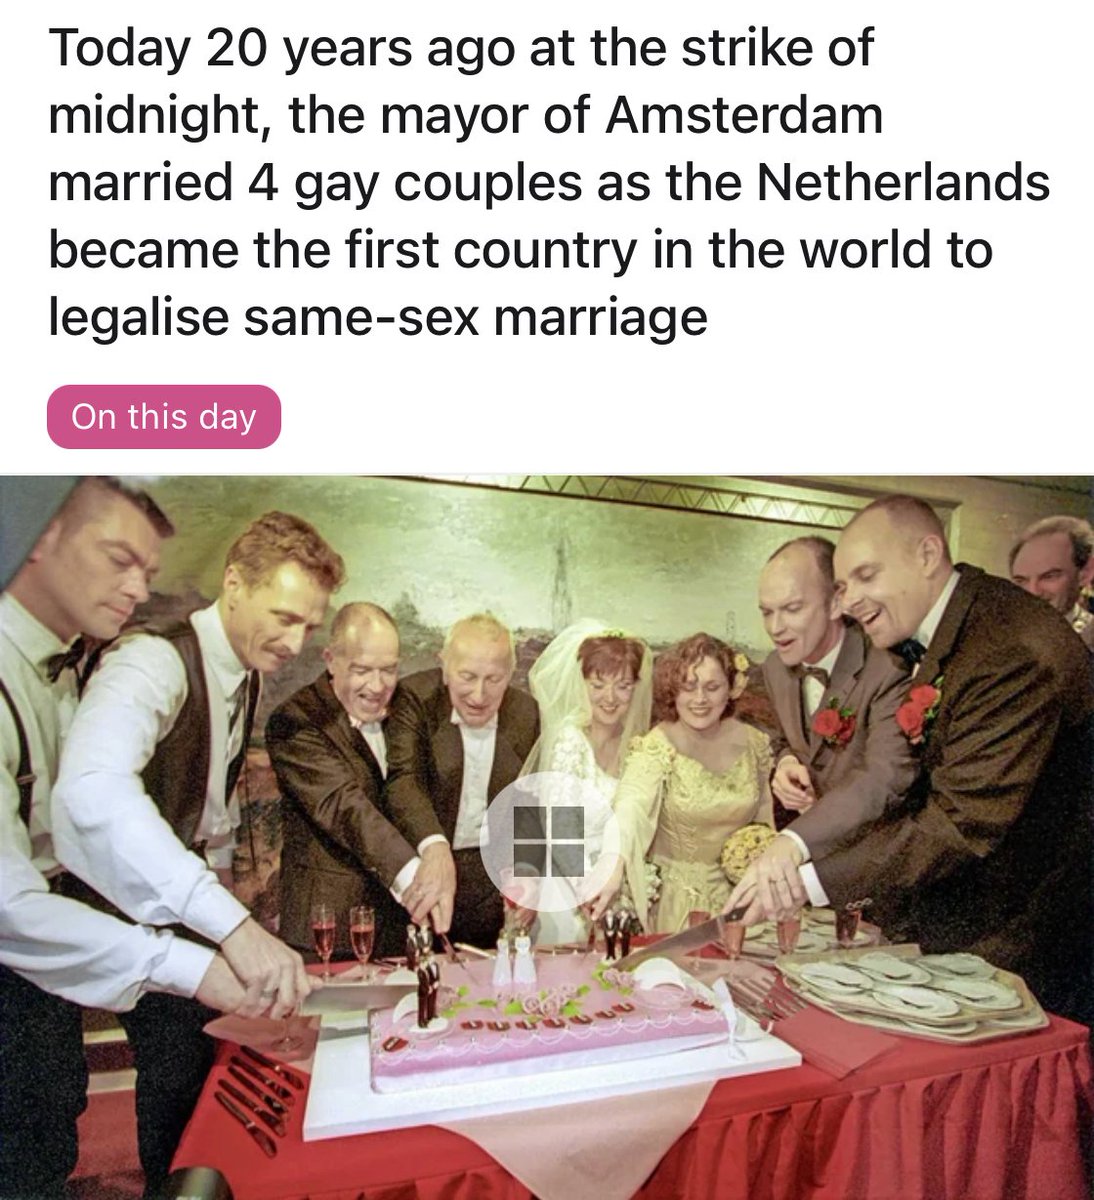 Today 20 years ago at the strike of
midnight, the mayor of Amsterdam
married 4 gay couples as the Netherlands
became the first country in the world to
legalise same-sex marriage
On this day